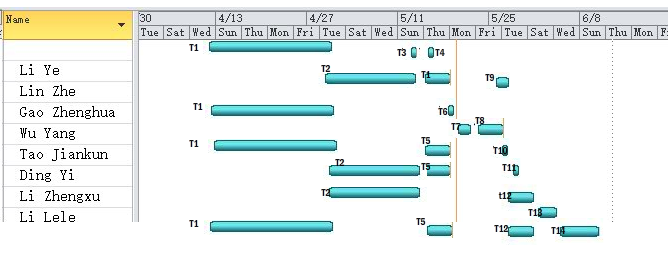 Name
30 4/13 4/27 5/11 5/25 6/8
Tue Sat Wed Sun Thu Mon Fri Tue Sat Wed Sun Thu Mon Fri Tue Sat Wed Sun Thu Mon Fri
T1 T3 T4
Li Ye T2 T1 T9
Lin Zhe
Gao Zhenghua T1 T6
Wu Yang T7 T8
Tao Jiankun T1 T5 T10
Ding Yi T2 T5 T11
Li Zhengxu T2 t12
Li Lele T13
T1 T5 T12 T14